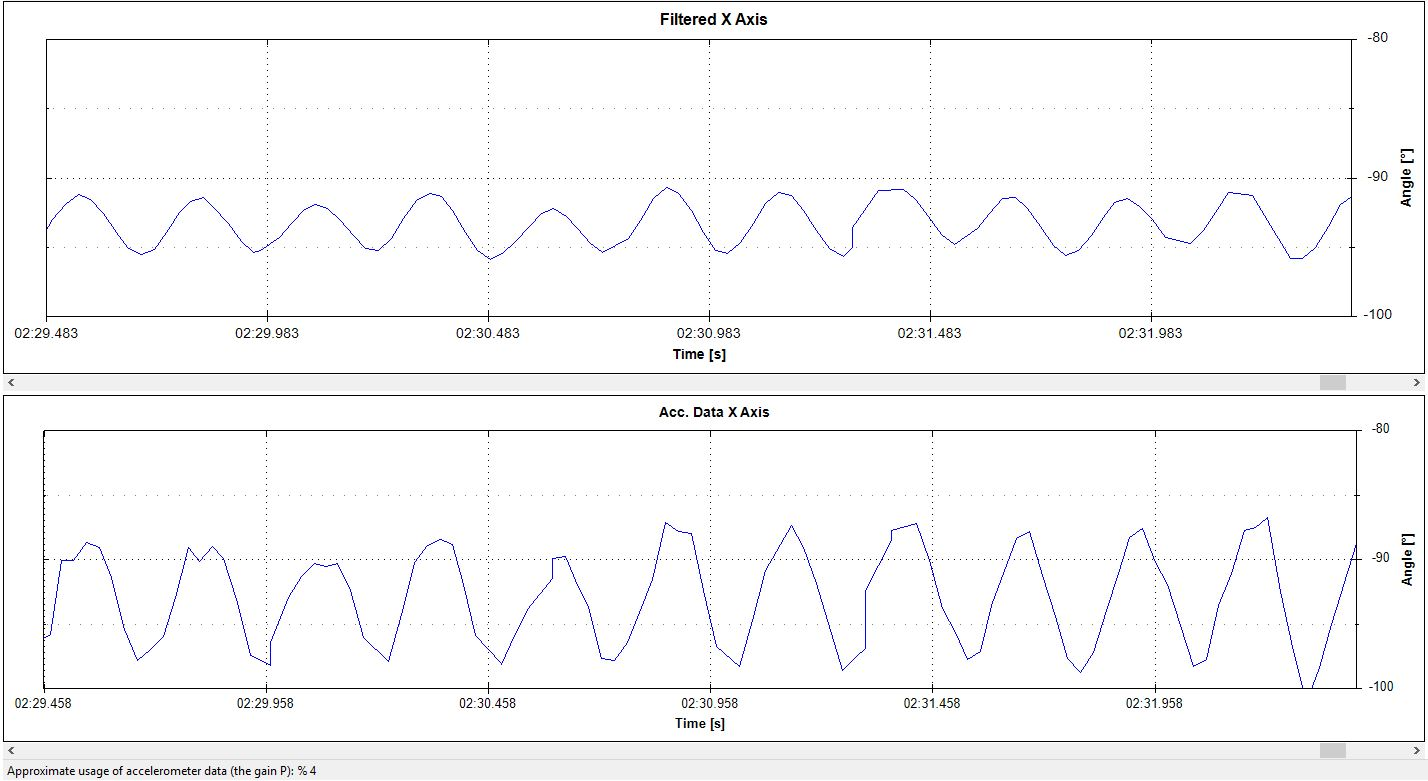 Filtered X Axis
-80
-90
-100
Angle [°]
02:29.483 02:29.983 02:30.483 02:30.983 02:31.483 02:31.983
Time [s]
Acc. Data X Axis
-80
-90
-100
Angle [°]
02:29.458 02:29.958 02:30.458 02:30.958 02:31.458 02:31.958
Time [s]
Approximate usage of accelerometer data (the gain P): % 4